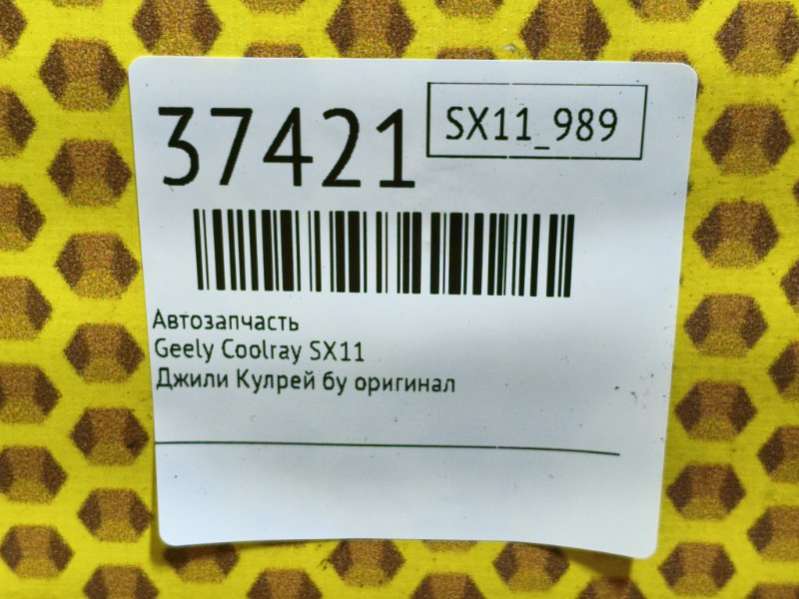 37421
SX11_989
Автозапчасть
Geely Coolray SX11
Джили Кулрей бу оригинал